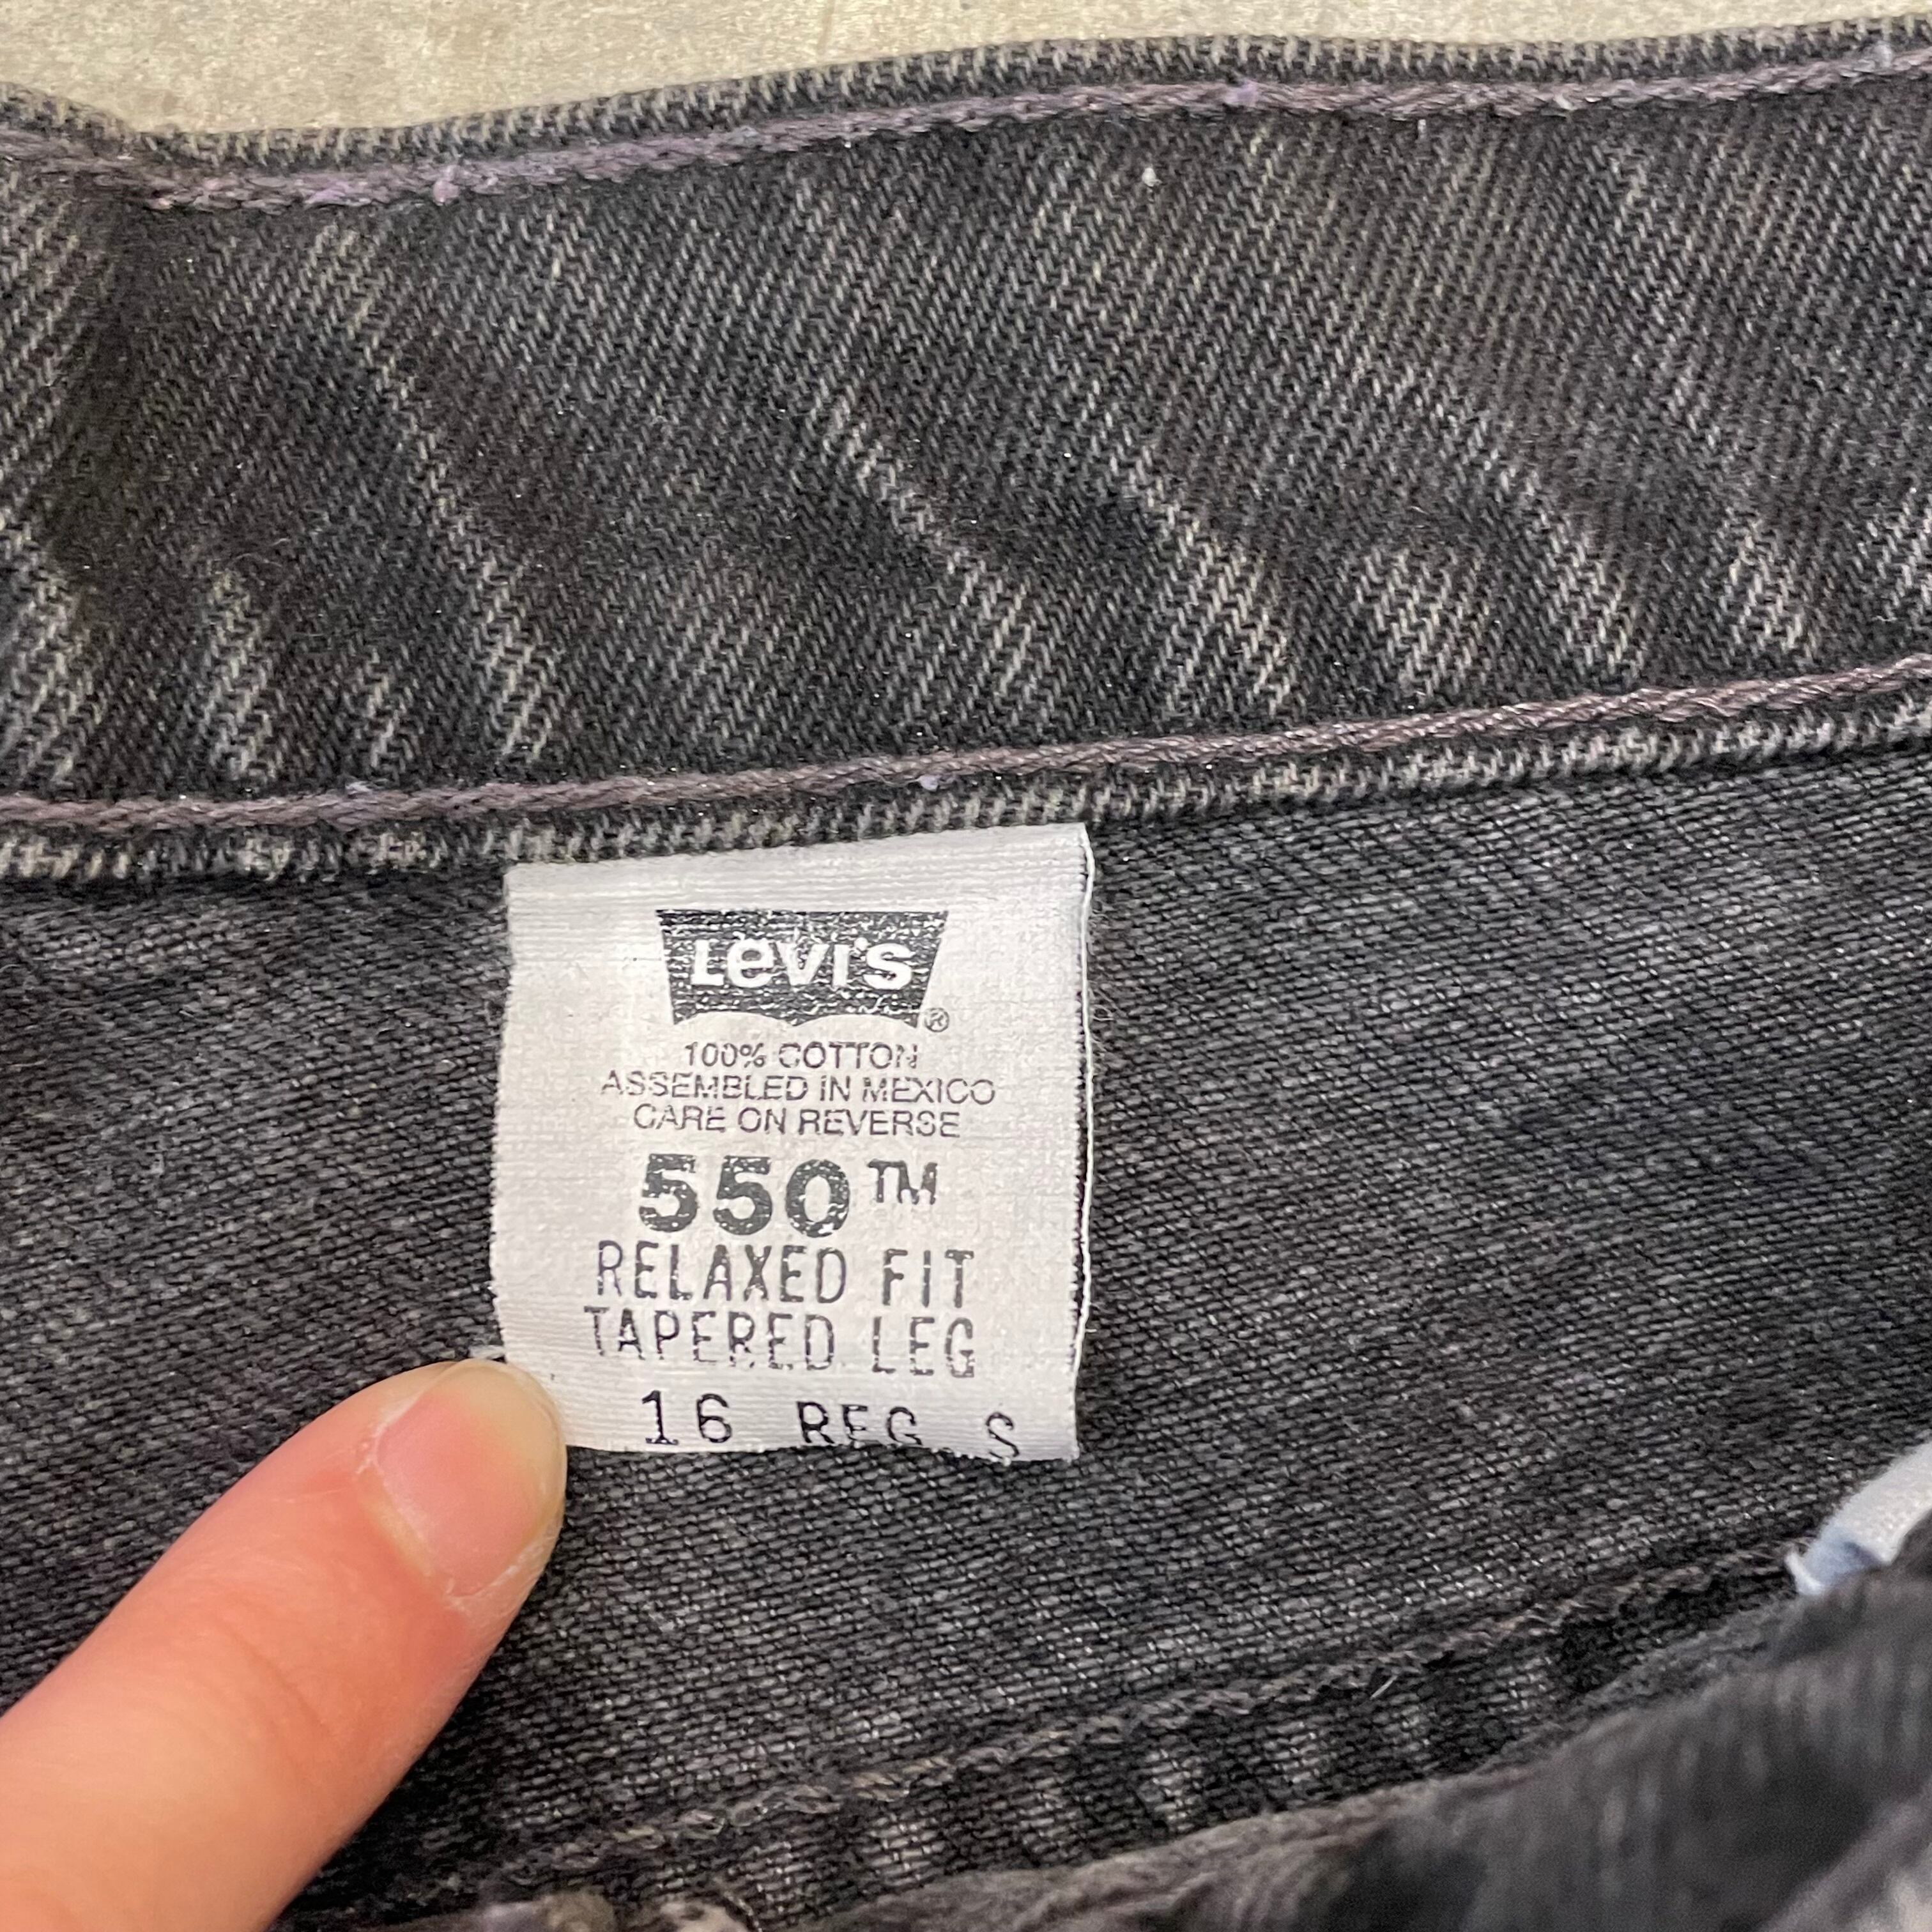 Levi's ®
100% COTTON
ASSEMBLED IN MEXICO
CARE ON REVERSE
550™
RELAXED FIT
TAPERED LEG
16 REG S